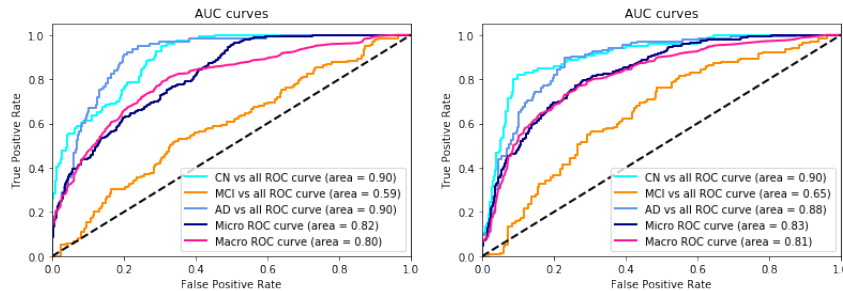 AUC curves
1.0
0.8
0.6
0.4
0.2
0.0
True Positive Rate
CN vs all ROC curve (area = 0.90)
MCI vs all ROC curve (area = 0.59)
AD vs all ROC curve (area = 0.90)
Micro ROC curve (area = 0.82)
Macro ROC curve (area = 0.80)
0.0 0.2 0.4 0.6 0.8 1.0
False Positive Rate
AUC curves
1.0
0.8
0.6
0.4
0.2
0.0
True Positive Rate
CN vs all ROC curve (area = 0.90)
MCI vs all ROC curve (area = 0.65)
AD vs all ROC curve (area = 0.88)
Micro ROC curve (area = 0.83)
Macro ROC curve (area = 0.81)
0.0 0.2 0.4 0.6 0.8 1.0
False Positive Rate